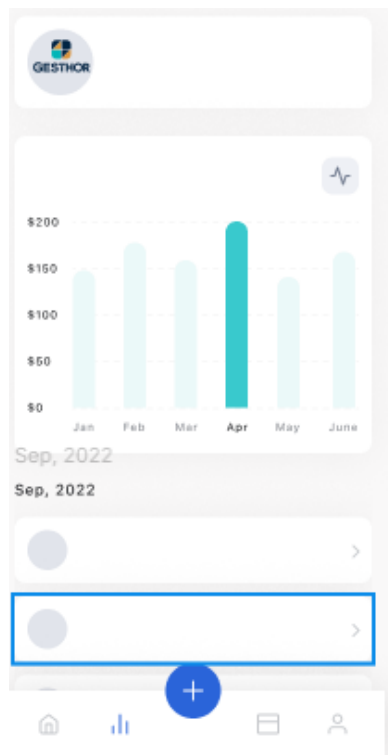 GESTHOR
$200
$150
$100
$50
$0
Jan Feb Mar Apr May June
Sep, 2022
Sep, 2022